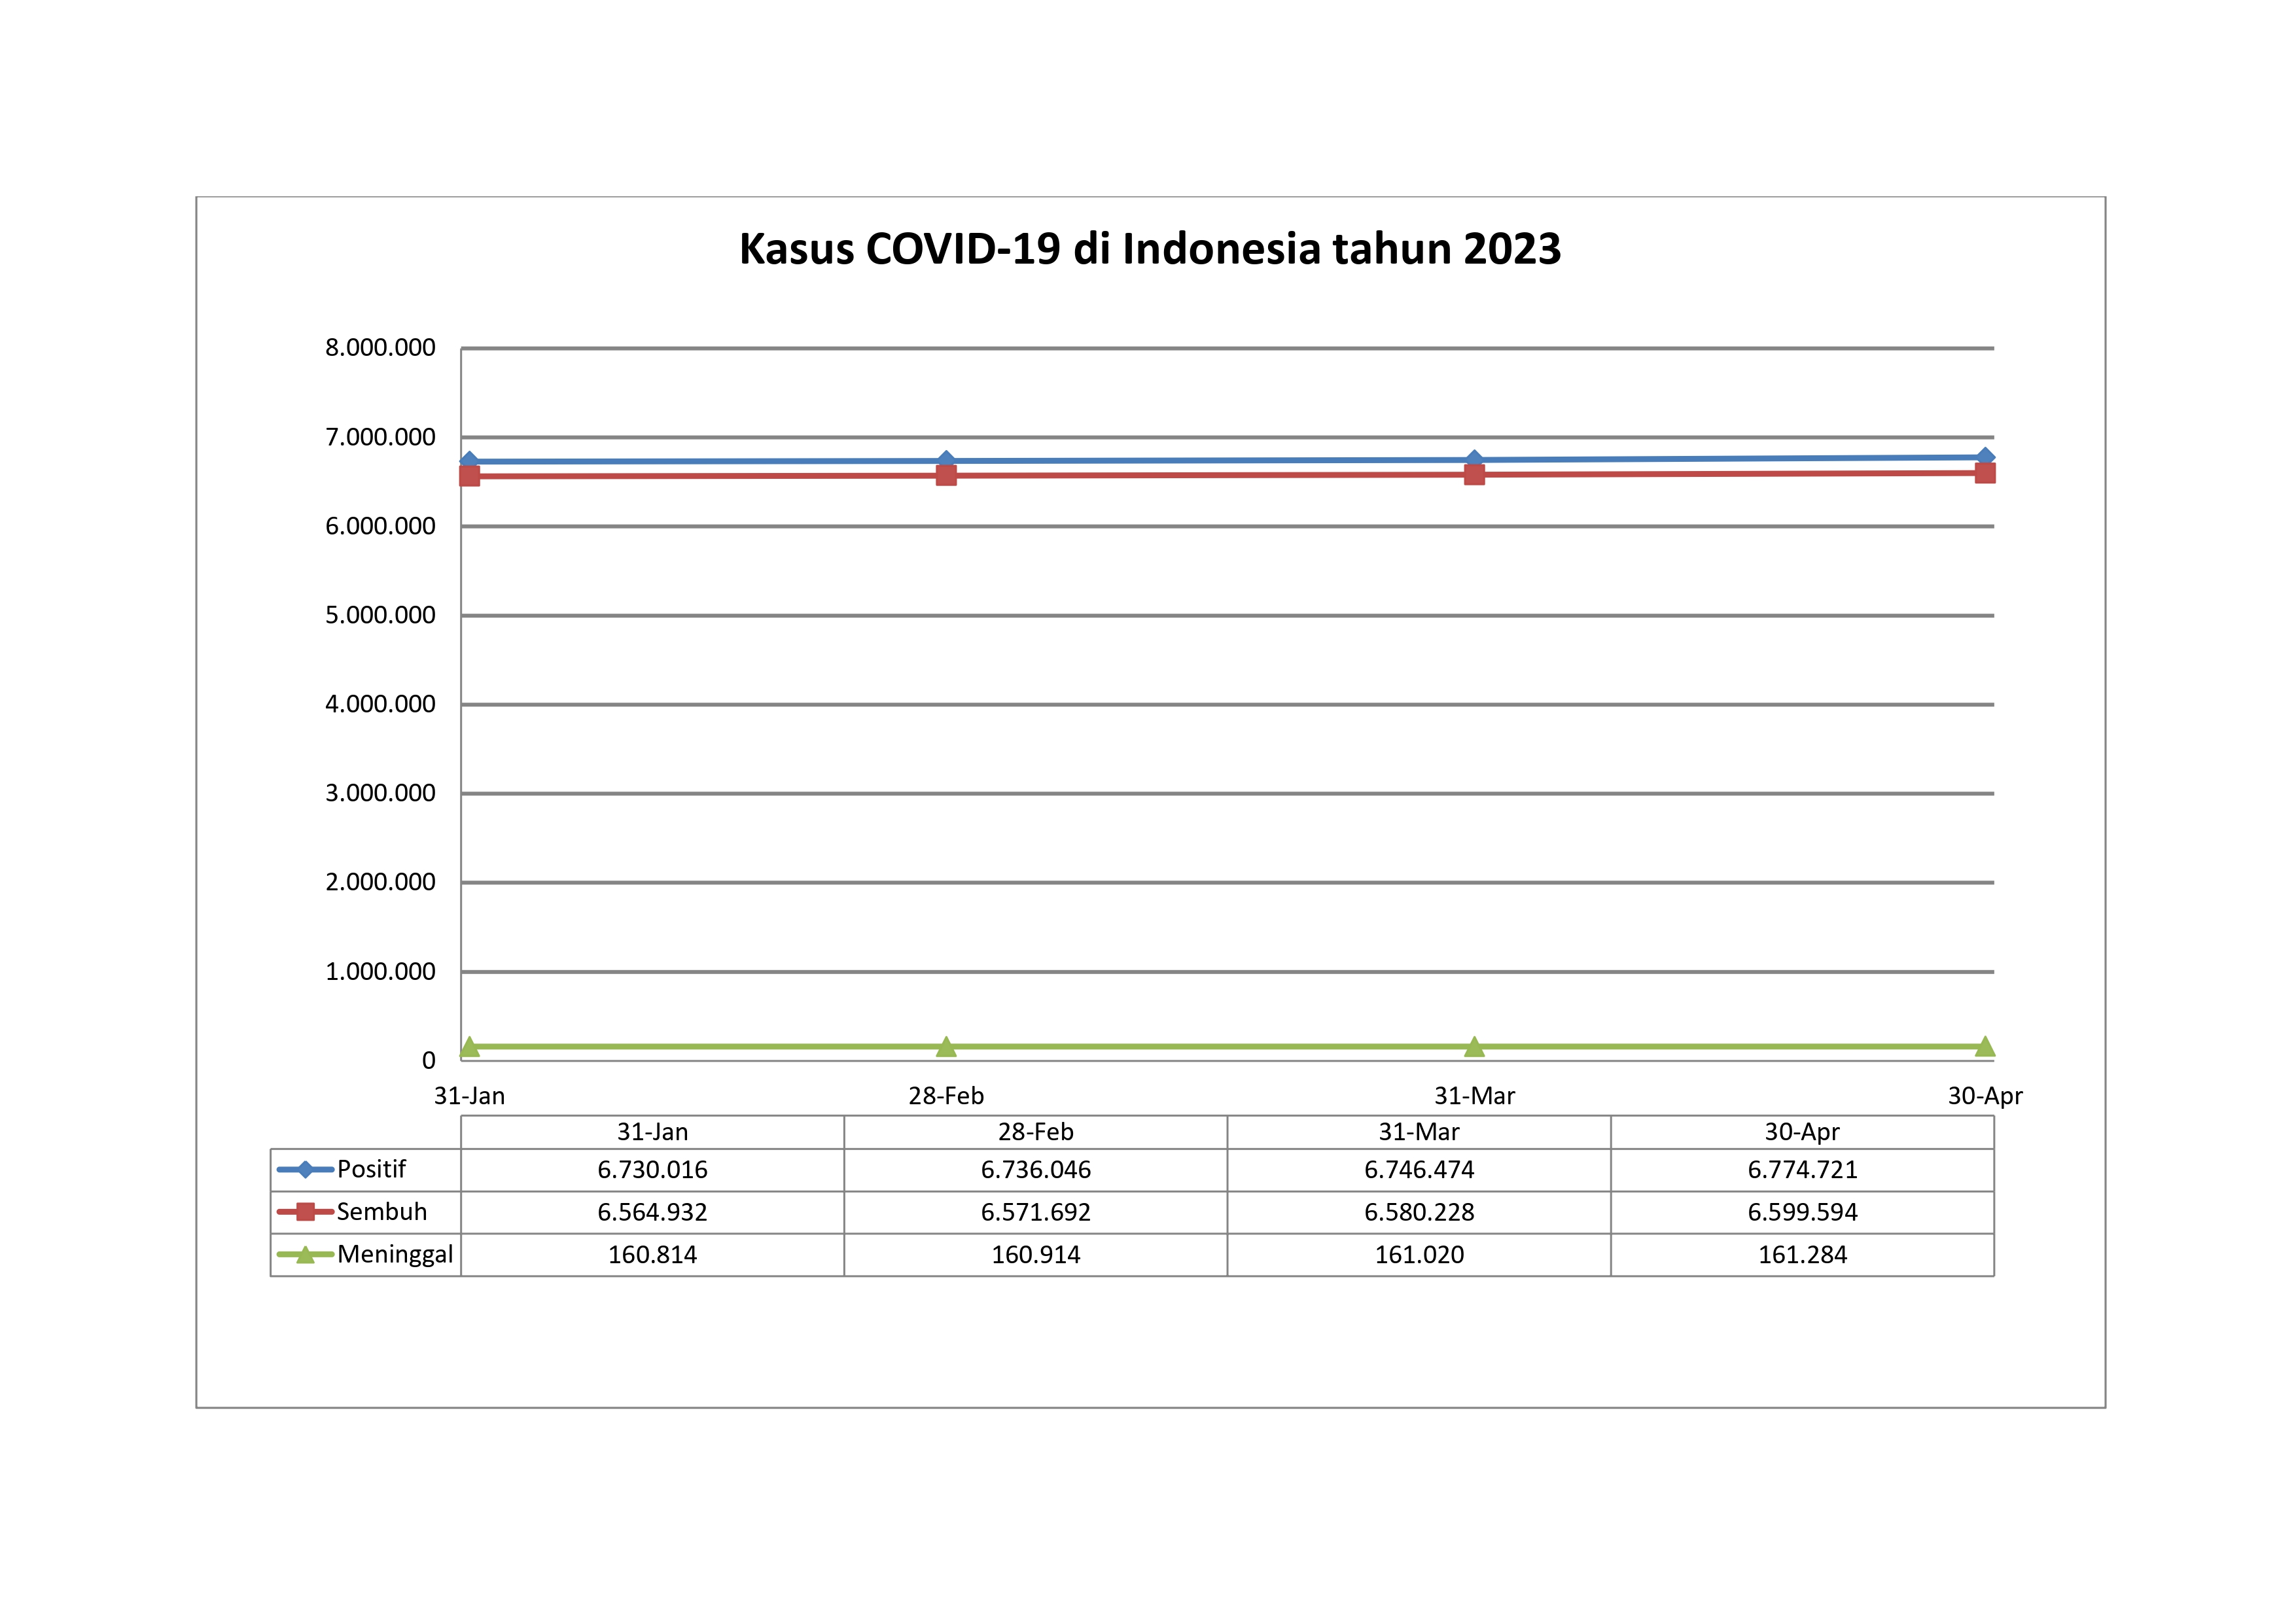 Kasus COVID-19 di Indonesia tahun 2023
8.000.000
7.000.000
6.000.000
5.000.000
4.000.000
3.000.000
2.000.000
1.000.000
0
31-Jan 28-Feb 31-Mar 30-Apr
31-Jan 28-Feb 31-Mar 30-Apr
Positif 6.730.016 6.736.046 6.746.474 6.774.721
Sembuh 6.564.932 6.571.692 6.580.228 6.599.594
Meninggal 160.814 160.914 161.020 161.284